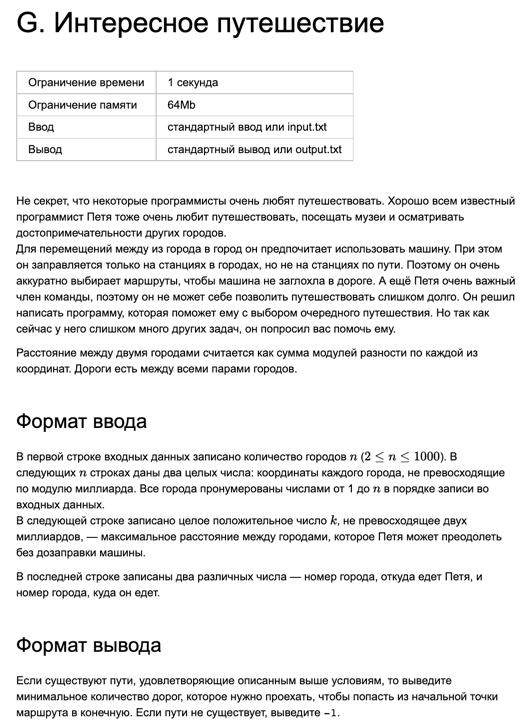 G. Интересное путешествие
Ограничение времени 1 секунда
Ограничение памяти 64Mb
Ввод стандартный ввод или input.txt
Вывод стандартный вывод или output.txt
Не секрет, что некоторые программисты очень любят путешествовать. Хорошо всем известный
программист Петя тоже очень любит путешествовать, посещать музеи и осматривать
достопримечательности других городов.
Для перемещений между из города в город он предпочитает использовать машину. При этом
он заправляется только на станциях в городах, но не на станциях по пути. Поэтому он очень
аккуратно выбирает маршруты, чтобы машина не заглохла в дороге. А ещё Петя очень важный
член команды, поэтому он не может себе позволить путешествовать слишком долго. Он решил
написать программу, которая поможет ему с выбором очередного путешествия. Но так как
сейчас у него слишком много других задач, он попросил вас помочь ему.
Расстояние между двумя городами считается как сумма модулей разности по каждой из
координат. Дороги есть между всеми парами городов.
Формат ввода
В первой строке входных данных записано количество городов n (2 ≤ n ≤ 1000). В
следующих n строках даны два целых числа: координаты каждого города, не превосходящие
по модулю миллиарда. Все города пронумерованы числами от 1 до n в порядке записи во
входных данных.
В следующей строке записано целое положительное число k, не превосходящее двух
миллиардов, — максимальное расстояние между городами, которое Петя может преодолеть
без дозаправки машины.
В последней строке записаны два различных числа — номер города, откуда едет Петя, и
номер города, куда он едет.
Формат вывода
Если существуют пути, удовлетворяющие описанным выше условиям, то выведите
минимальное количество дорог, которое нужно проехать, чтобы попасть из начальной точки
маршрута в конечную. Если пути не существует, выведите -1.